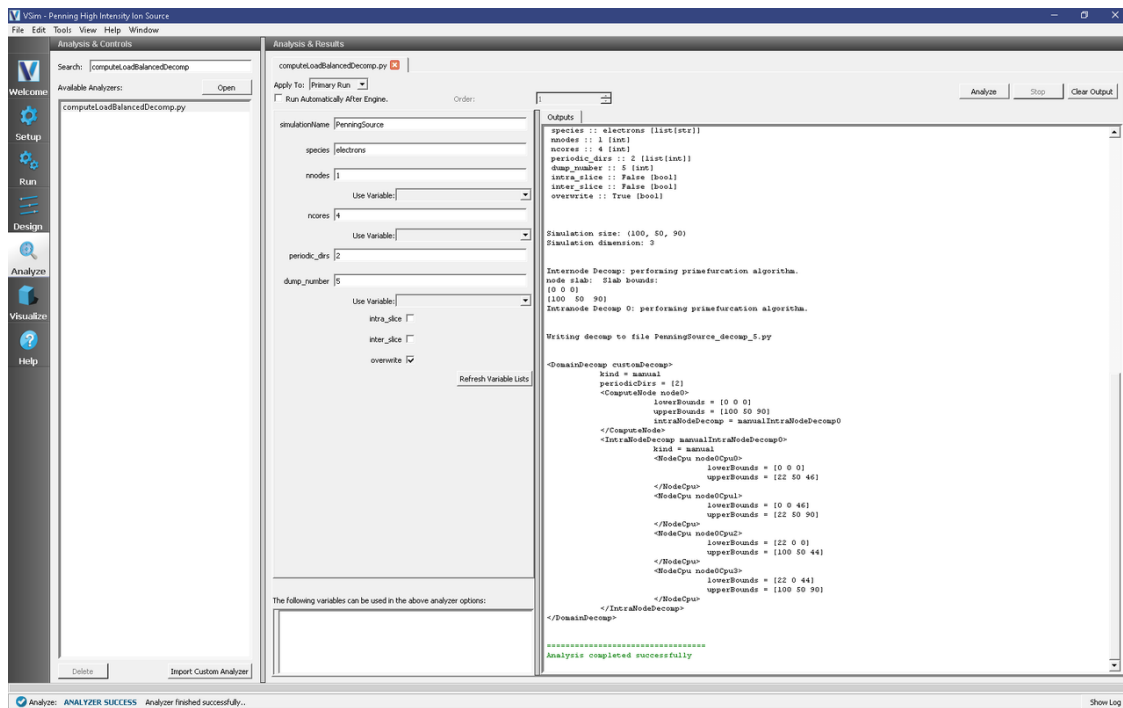 VSim - Penning High Intensity Ion Source
File Edit Tools View Help Window
Welcome
Setup
Run
Design
Analyze
Visualize
Help
Analysis & Controls
Search: computeLoadBalancedDecomp
Available Analyzers: Open
computeLoadBalancedDecomp.py
Delete Import Custom Analyzer
Analysis & Results
computeLoadBalancedDecomp.py
Apply To: Primary Run
Run Automatically After Engine. Order: 1
Analyze Stop Clear Output
simulationName PenningSource
species electrons
nnodes 1
Use Variable:
ncores 4
Use Variable:
periodic_dirs 2
dump_number 5
Use Variable:
intra_slice
inter_slice
overwrite
Refresh Variable Lists
The following variables can be used in the above analyzer options:
Outputs
species :: electrons [list[str]]
nnodes :: 1 [int]
ncores :: 4 [int]
periodic_dirs :: 2 [list[int]]
dump_number :: 5 [int]
intra_slice :: False [bool]
inter_slice :: False [bool]
overwrite :: True [bool]
Simulation size: (100, 50, 90)
Simulation dimension: 3
Internode Decomp: performing primefurcation algorithm.
node slab: Slab bounds:
[0 0 0]
[100 50 90]
Intranode Decomp 0: performing primefurcation algorithm.
Writing decomp to file PenningSource_decomp_5.py
<DomainDecomp customDecomp>
kind = manual
periodicDirs = [2]
<ComputeNode node0>
lowerBounds = [0 0 0]
upperBounds = [100 50 90]
intraNodeDecomp = manualIntraNodeDecomp0
</ComputeNode>
<IntraNodeDecomp manualIntraNodeDecomp0>
kind = manual
<NodeCpu node0Cpu0>
lowerBounds = [0 0 0]
upperBounds = [22 50 46]
</NodeCpu>
<NodeCpu node0Cpu1>
lowerBounds = [0 0 46]
upperBounds = [22 50 90]
</NodeCpu>
<NodeCpu node0Cpu2>
lowerBounds = [22 0 0]
upperBounds = [100 50 44]
</NodeCpu>
<NodeCpu node0Cpu3>
lowerBounds = [22 0 44]
upperBounds = [100 50 90]
</NodeCpu>
</IntraNodeDecomp>
</DomainDecomp>
==================================
Analysis completed successfully
Analyze: ANALYZER SUCCESS Analyzer finished successfully.. Show Log